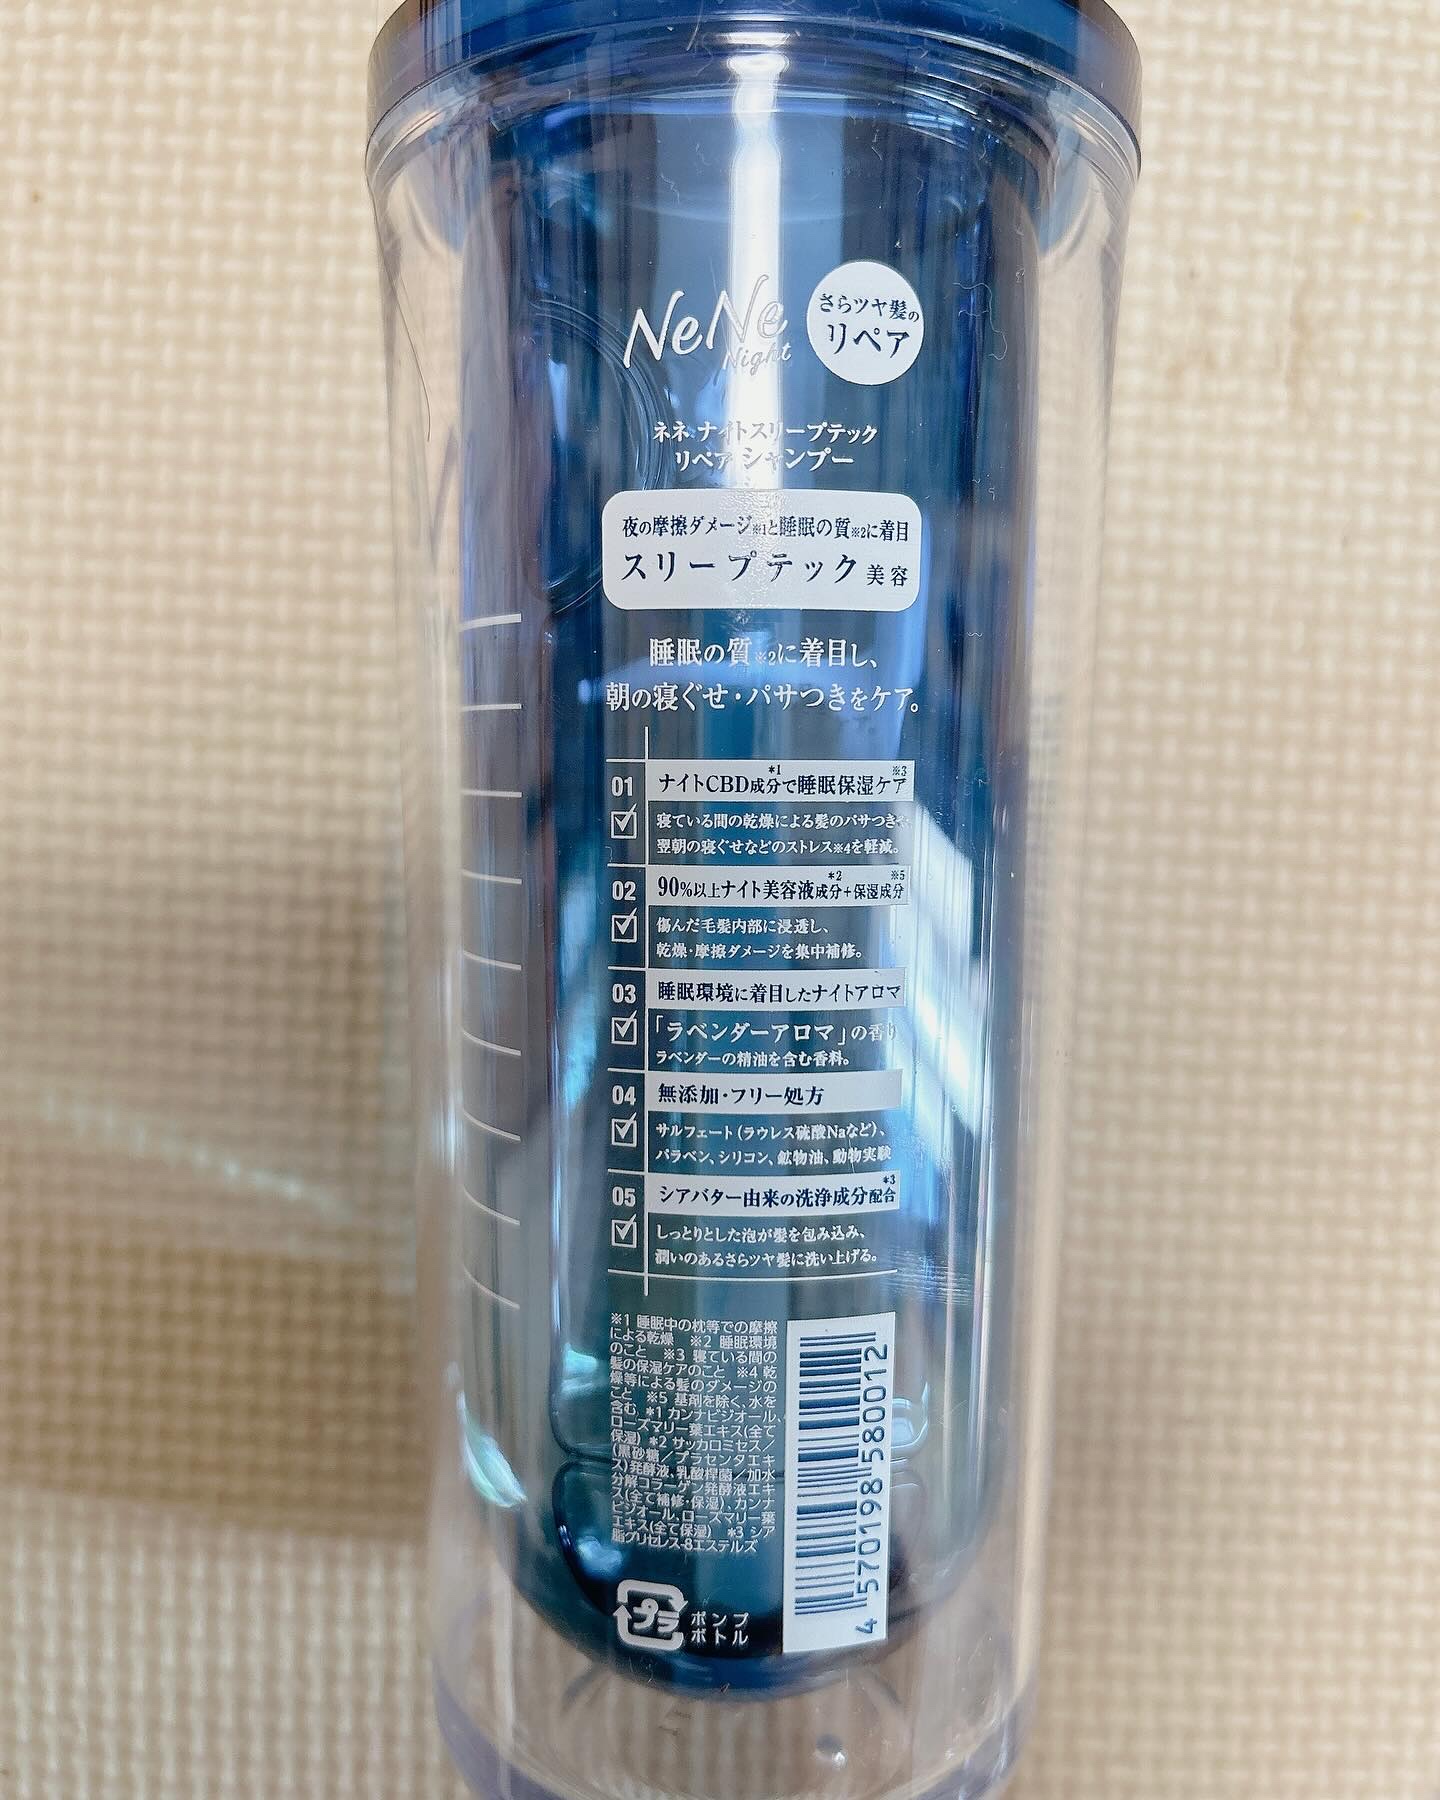 NeNe
Night
さらツヤ髪の
リペア
ネネ ナイトスリープテック
リペア シャンプー
夜の摩擦ダメージ※1と睡眠の質※2に着目
スリープテック美容
睡眠の質※2に着目し、
朝の寝ぐせ・パサつきをケア。
01 ナイトCBD成分*1で睡眠保湿ケア※3
寝ている間の乾燥による髪のパサつきや
翌朝の寝ぐせなどのストレス※4を軽減。
02 90%以上ナイト美容液成分*2+保湿成分※5
傷んだ毛髪内部に浸透し、
乾燥・摩擦ダメージを集中補修。
03 睡眠環境に着目したナイトアロマ
「ラベンダーアロマ」の香り
ラベンダーの精油を含む香料。
04 無添加・フリー処方
サルフェート(ラウレス硫酸Naなど)、
パラベン、シリコン、鉱物油、動物実験
05 シアバター由来の洗浄成分配合*3
しっとりとした泡が髪を包み込み、
潤いのあるさらツヤ髪に洗い上げる。
※1 睡眠中の枕等での摩擦
による乾燥 ※2 睡眠環境
のこと ※3 寝ている間の
髪の保湿ケアのこと ※4 乾
燥等による髪のダメージの
こと ※5 基剤を除く、水を
含む *1 カンナビジオール、
ローズマリー葉エキス(全て
保湿) *2 サッカロミセス/
(黒砂糖/プラセンタエキ
ス)発酵液、乳酸桿菌/加水
分解コラーゲン発酵液エキ
ス(全て補修・保湿)、カンナ
ビジオール、ローズマリー葉
エキス(全て保湿) *3 シア
脂グリセレス-8エステルズ
4 570198 580012
プラ
ポンプ
ボトル